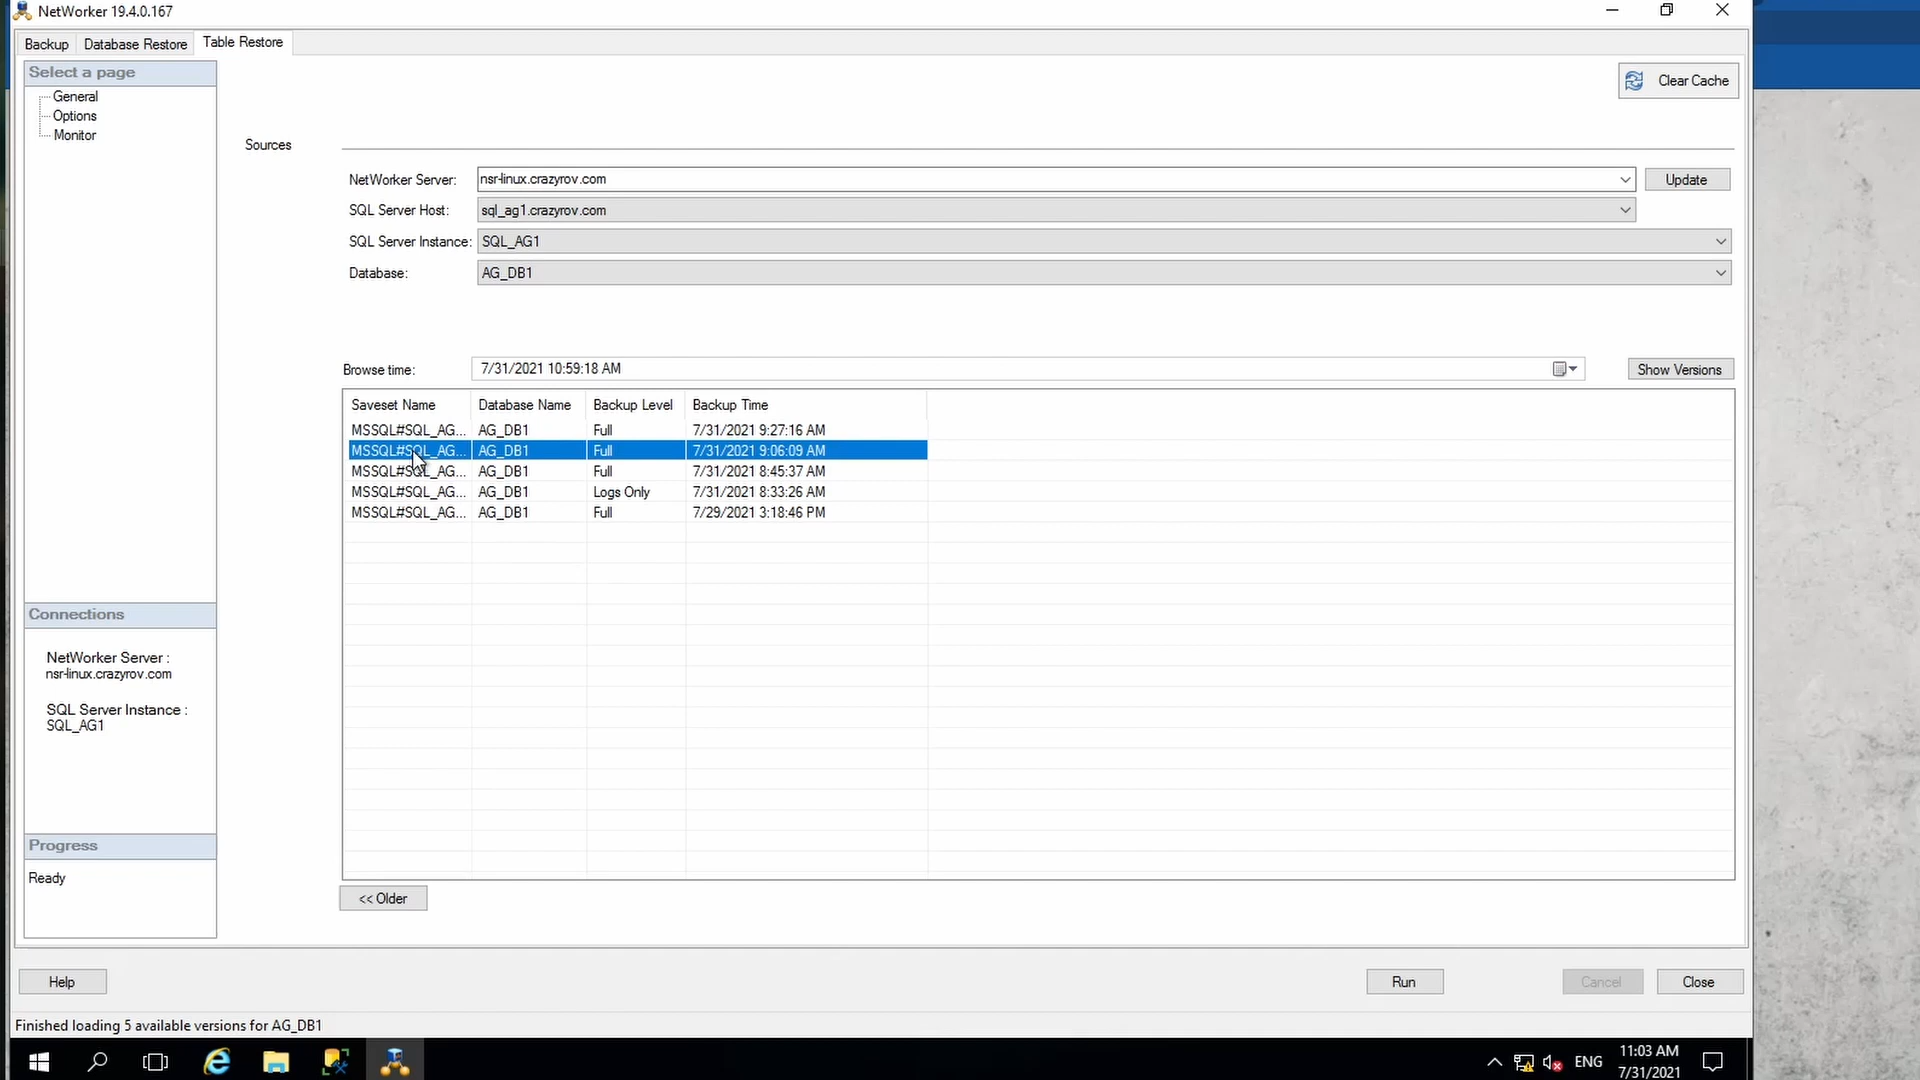 NetWorker 19.4.0.167
Backup Database Restore Table Restore
Select a page
General
Options
Monitor
Clear Cache
Sources
NetWorker Server: nsr-linux.crazyrov.com Update
SQL Server Host: sql_ag1.crazyrov.com
SQL Server Instance: SQL_AG1
Database: AG_DB1
Browse time: 7/31/2021 10:59:18 AM Show Versions
Saveset Name Database Name Backup Level Backup Time
MSSQL#SQL_AG... AG_DB1 Full 7/31/2021 9:27:16 AM
MSSQL#SQL_AG... AG_DB1 Full 7/31/2021 9:06:09 AM
MSSQL#SQL_AG... AG_DB1 Full 7/31/2021 8:45:37 AM
MSSQL#SQL_AG... AG_DB1 Logs Only 7/31/2021 8:33:26 AM
MSSQL#SQL_AG... AG_DB1 Full 7/29/2021 3:18:46 PM
<< Older
Connections
NetWorker Server :
nsr-linux.crazyrov.com
SQL Server Instance :
SQL_AG1
Progress
Ready
Help Run Cancel Close
Finished loading 5 available versions for AG_DB1
ENG
11:03 AM
7/31/2021